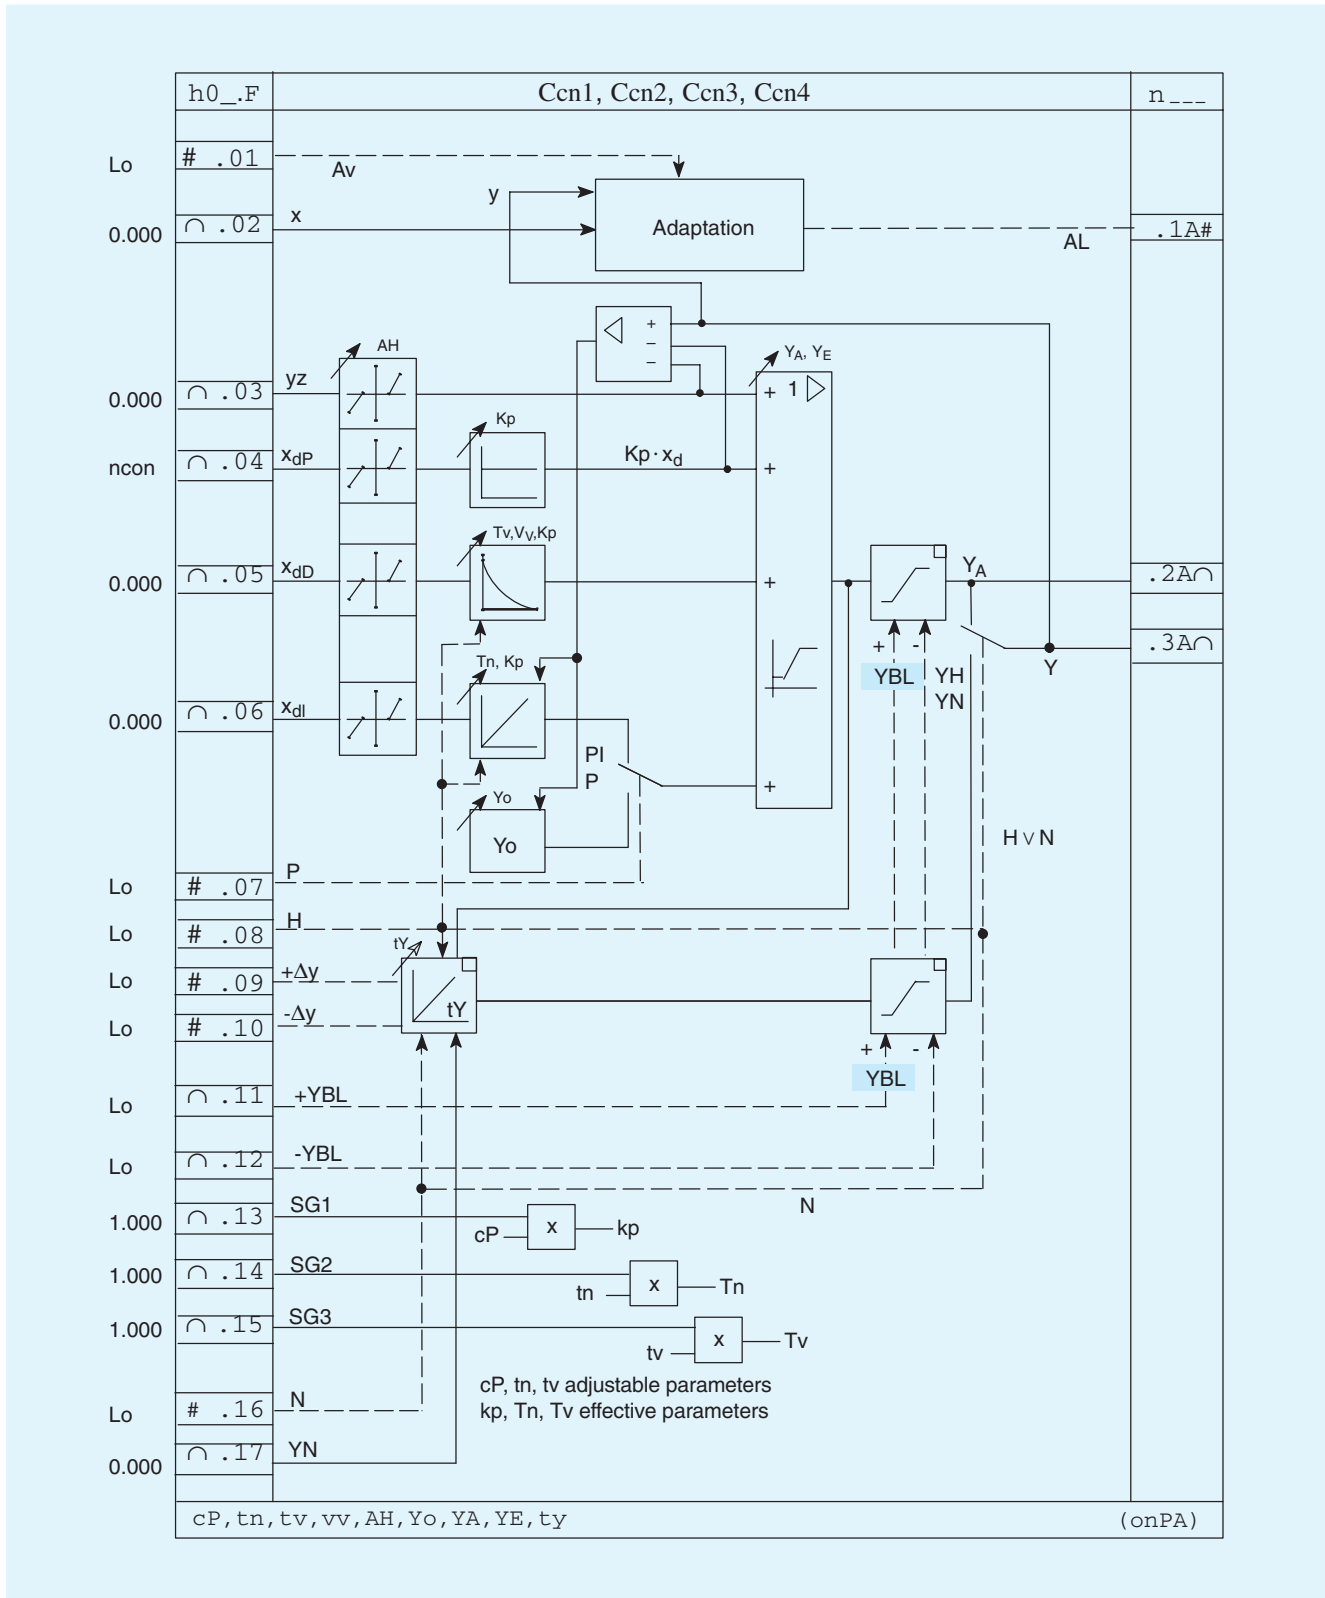 h0_.F Ccn1, Ccn2, Ccn3, Ccn4 n___
Lo # .01 Av
y
0.000 ∩ .02 x Adaptation AL .1A#
+
−
−
AH
YA, YE
0.000 ∩ .03 yz + 1
Kp
ncon ∩ .04 xdP Kp · xd +
Tv,VV,Kp
0.000 ∩ .05 xdD + YA .2A∩
+ - .3A∩
Tn, Kp YBL YH Y
YN
0.000 ∩ .06 xdI
PI
P +
Yo
Yo H ∨ N
Lo # .07 P
Lo # .08 H
tY
Lo # .09 +Δy
tY
Lo # .10 -Δy
+ -
YBL
Lo ∩ .11 +YBL
Lo ∩ .12 -YBL
N
1.000 ∩ .13 SG1 cP x kp
1.000 ∩ .14 SG2 tn x Tn
1.000 ∩ .15 SG3 tv x Tv
cP, tn, tv adjustable parameters
kp, Tn, Tv effective parameters
Lo # .16 N
0.000 ∩ .17 YN
cP,tn,tv,vv,AH,Yo,YA,YE,ty (onPA)